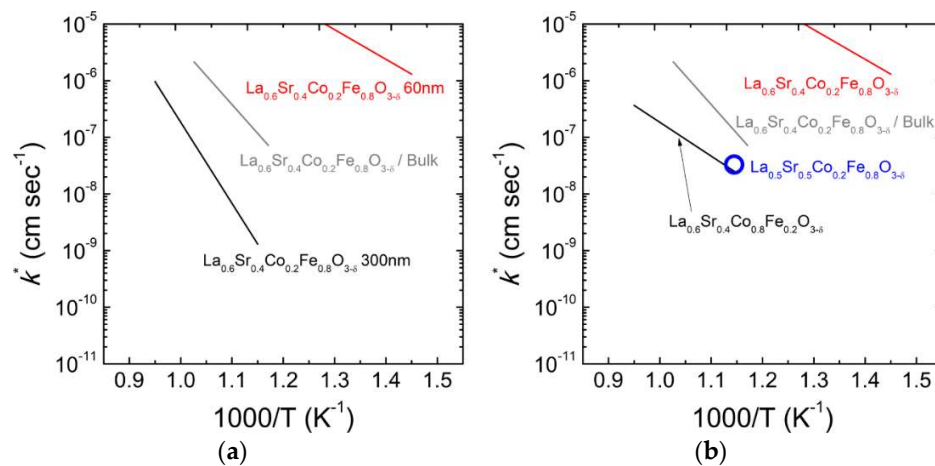 10⁻⁵
10⁻⁶
10⁻⁷
10⁻⁸
10⁻⁹
10⁻¹⁰
10⁻¹¹
k* (cm sec⁻¹)
La₀.₆Sr₀.₄Co₀.₂Fe₀.₈O₃₋δ 60nm
La₀.₆Sr₀.₄Co₀.₂Fe₀.₈O₃₋δ / Bulk
La₀.₆Sr₀.₄Co₀.₂Fe₀.₈O₃₋δ 300nm
0.9 1.0 1.1 1.2 1.3 1.4 1.5
1000/T (K⁻¹)
(a)
10⁻⁵
10⁻⁶
10⁻⁷
10⁻⁸
10⁻⁹
10⁻¹⁰
10⁻¹¹
k* (cm sec⁻¹)
La₀.₆Sr₀.₄Co₀.₂Fe₀.₈O₃₋δ
La₀.₆Sr₀.₄Co₀.₂Fe₀.₈O₃₋δ / Bulk
La₀.₅Sr₀.₅Co₀.₂Fe₀.₈O₃₋δ
La₀.₆Sr₀.₄Co₀.₈Fe₀.₂O₃₋δ
0.9 1.0 1.1 1.2 1.3 1.4 1.5
1000/T (K⁻¹)
(b)